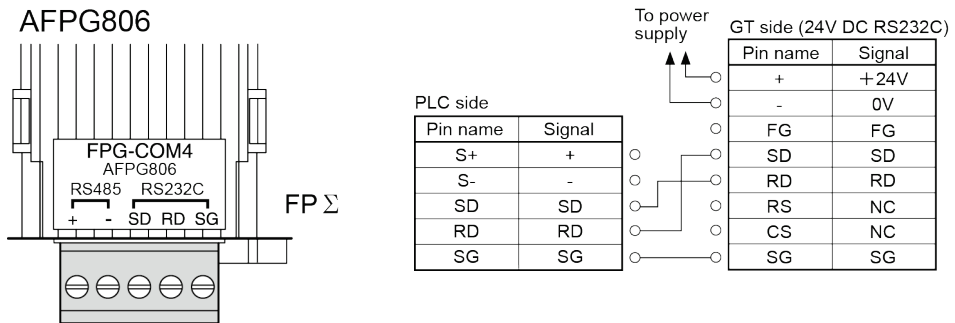 AFPG806
FPG-COM4
AFPG806
RS485 RS232C
+ - SD RD SG
FPΣ
To power
supply
GT side (24V DC RS232C)
Pin name Signal
+ +24V
- 0V
FG FG
SD SD
RD RD
RS NC
CS NC
SG SG
PLC side
Pin name Signal
S+ +
S- -
SD SD
RD RD
SG SG